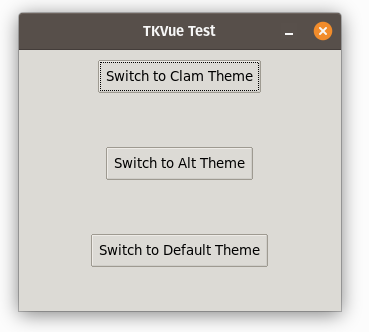 TKVue Test
Switch to Clam Theme
Switch to Alt Theme
Switch to Default Theme